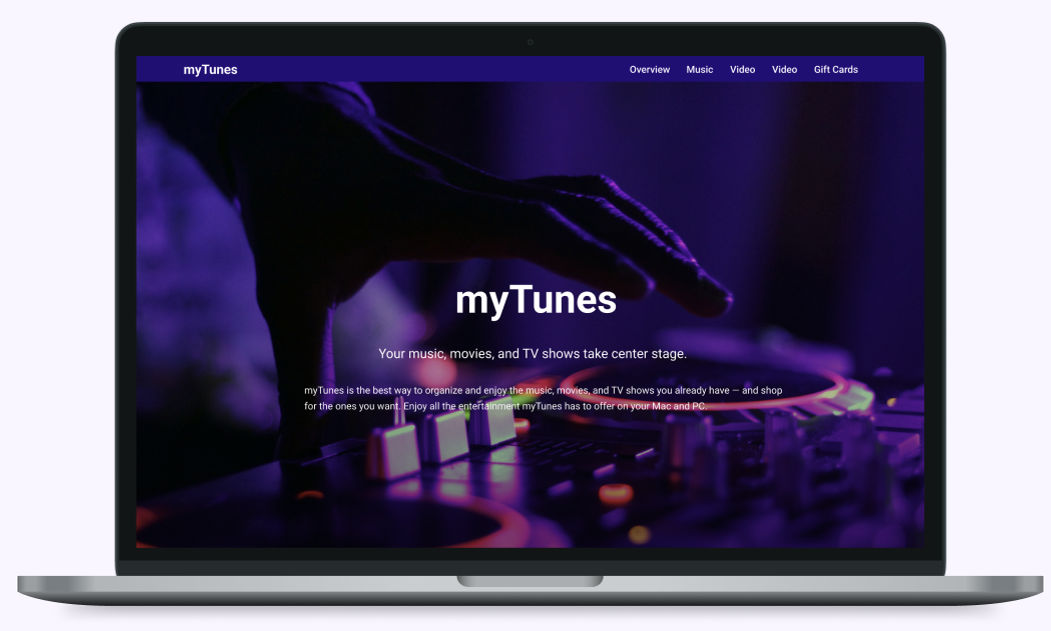 myTunes
Overview Music Video Video Gift Cards
myTunes
Your music, movies, and TV shows take center stage.
myTunes is the best way to organize and enjoy the music, movies, and TV shows you already have — and shop
for the ones you want. Enjoy all the entertainment myTunes has to offer on your Mac and PC.